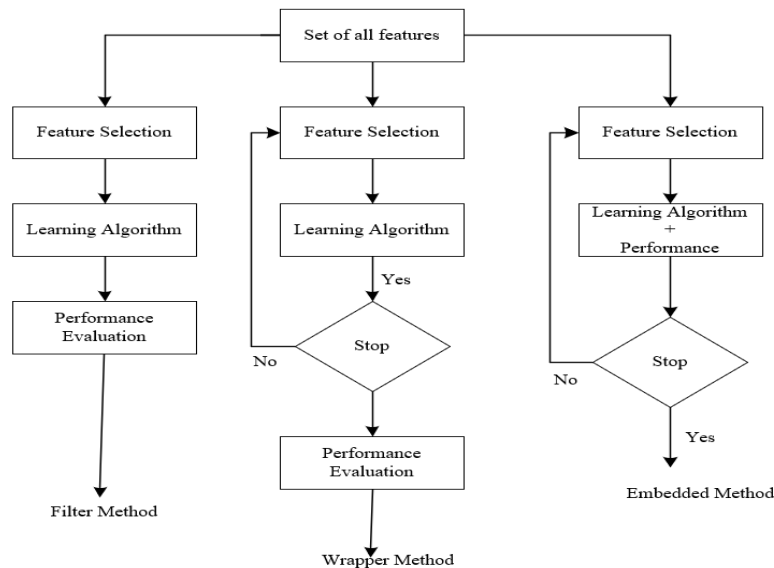 Set of all features
Feature Selection
Feature Selection
Feature Selection
Learning Algorithm
Learning Algorithm
Learning Algorithm
+
Performance
Yes
Performance
Evaluation
Stop
Stop
No
No
Yes
Performance
Evaluation
Filter Method
Embedded Method
Wrapper Method